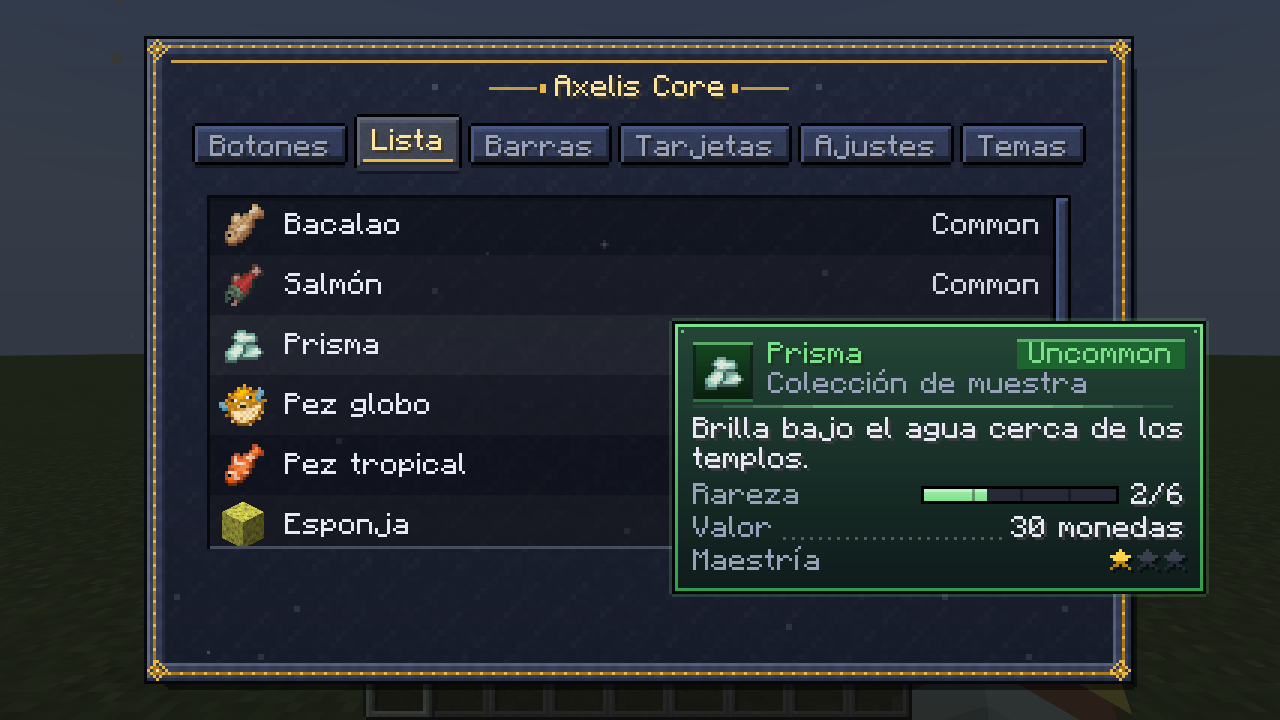 Axelis Core
Botones Lista Barras Tarjetas Ajustes Temas
Bacalao Common
Salmón Common
Prisma
Pez globo
Pez tropical
Esponja
Prisma Uncommon
Colección de muestra
Brilla bajo el agua cerca de los
templos.
Rareza 2/6
Valor 30 monedas
Maestría